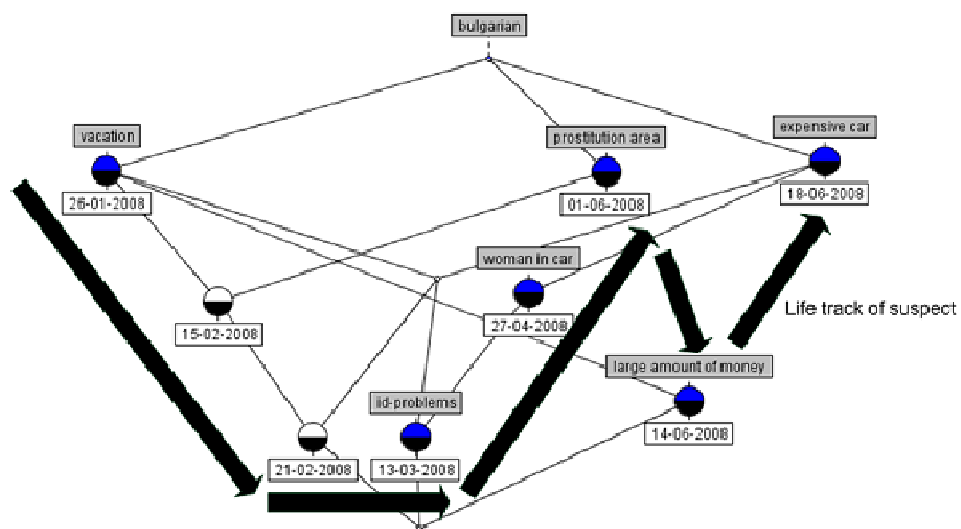 bulgarian
vacation
prostitution area
expensive car
26-01-2008
01-06-2008
18-06-2008
woman in car
15-02-2008
27-04-2008
Life track of suspect
large amount of money
iid-problems
14-06-2008
21-02-2008
13-03-2008